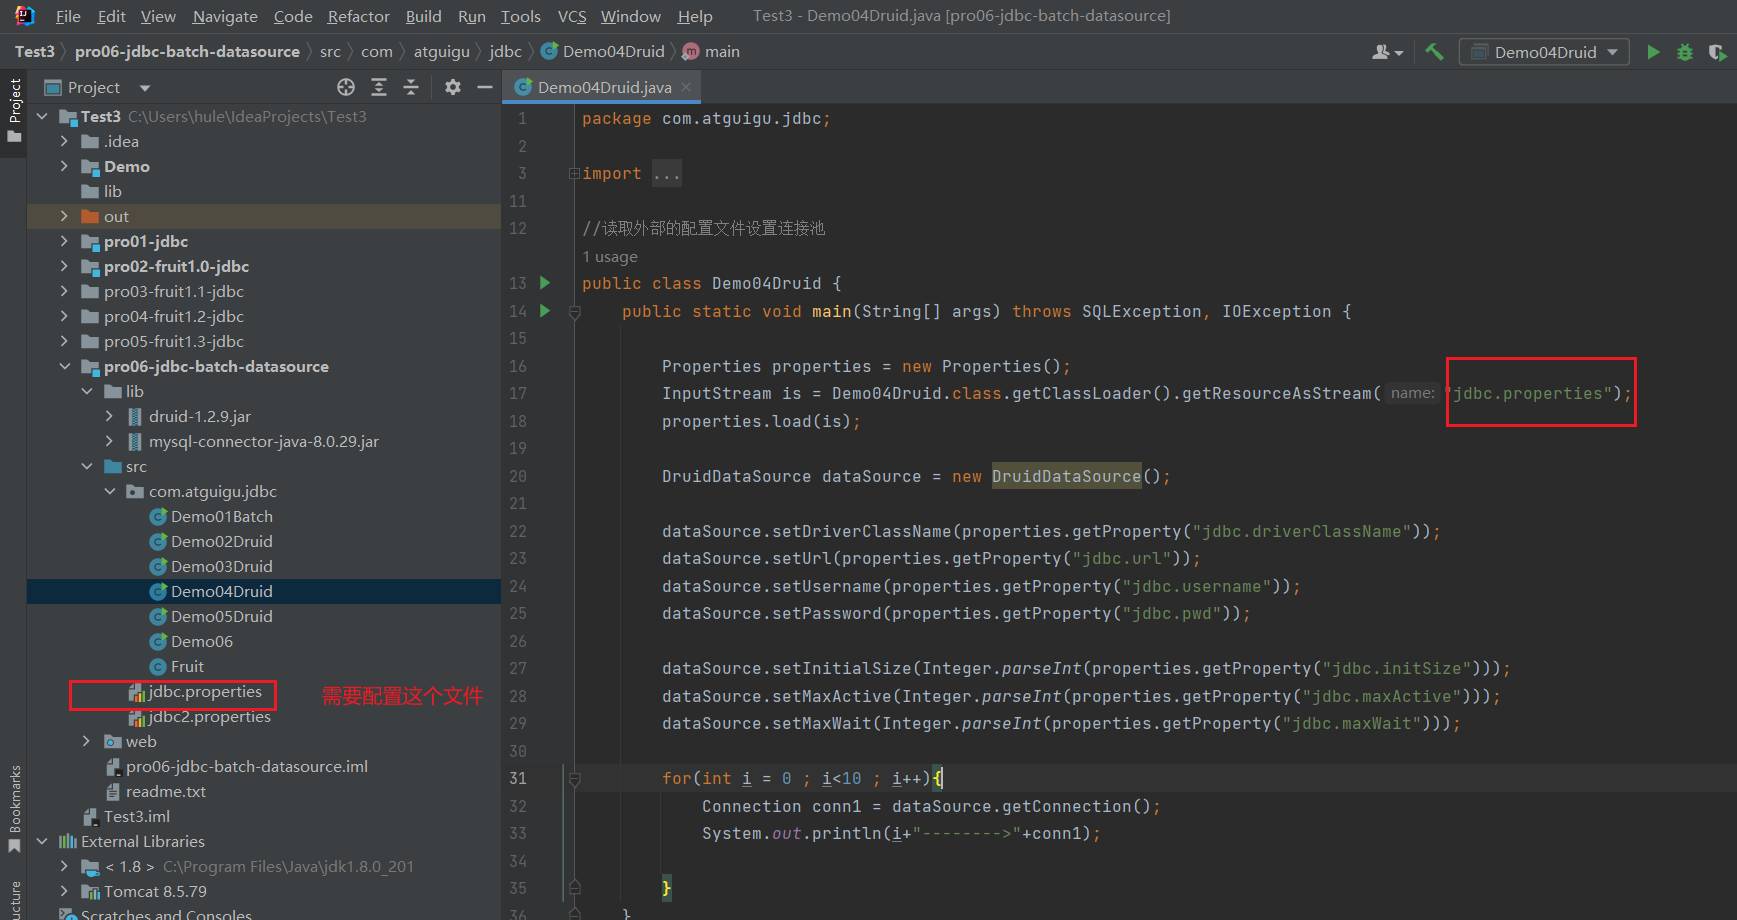 File Edit View Navigate Code Refactor Build Run Tools VCS Window Help Test3 - Demo04Druid.java [pro06-jdbc-batch-datasource]
Test3 pro06-jdbc-batch-datasource src com atguigu jdbc Demo04Druid main Demo04Druid
Project
Test3 C:\Users\hule\IdeaProjects\Test3
.idea
Demo
lib
out
pro01-jdbc
pro02-fruit1.0-jdbc
pro03-fruit1.1-jdbc
pro04-fruit1.2-jdbc
pro05-fruit1.3-jdbc
pro06-jdbc-batch-datasource
lib
druid-1.2.9.jar
mysql-connector-java-8.0.29.jar
src
com.atguigu.jdbc
Demo01Batch
Demo02Druid
Demo03Druid
Demo04Druid
Demo05Druid
Demo06
Fruit
jdbc.properties 需要配置这个文件
jdbc2.properties
web
pro06-jdbc-batch-datasource.iml
readme.txt
Test3.iml
External Libraries
< 1.8 > C:\Program Files\Java\jdk1.8.0_201
Tomcat 8.5.79
Scratches and Consoles
Project
Bookmarks
ucture
Demo04Druid.java
1 package com.atguigu.jdbc;
2
3 import ...
11
12 //读取外部的配置文件设置连接池
1 usage
13 public class Demo04Druid {
14 public static void main(String[] args) throws SQLException, IOException {
15
16 Properties properties = new Properties();
17 InputStream is = Demo04Druid.class.getClassLoader().getResourceAsStream( name: "jdbc.properties");
18 properties.load(is);
19
20 DruidDataSource dataSource = new DruidDataSource();
21
22 dataSource.setDriverClassName(properties.getProperty("jdbc.driverClassName"));
23 dataSource.setUrl(properties.getProperty("jdbc.url"));
24 dataSource.setUsername(properties.getProperty("jdbc.username"));
25 dataSource.setPassword(properties.getProperty("jdbc.pwd"));
26
27 dataSource.setInitialSize(Integer.parseInt(properties.getProperty("jdbc.initSize")));
28 dataSource.setMaxActive(Integer.parseInt(properties.getProperty("jdbc.maxActive")));
29 dataSource.setMaxWait(Integer.parseInt(properties.getProperty("jdbc.maxWait")));
30
31 for(int i = 0 ; i<10 ; i++){
32 Connection conn1 = dataSource.getConnection();
33 System.out.println(i+"-------->"+conn1);
34
35 }
36 }